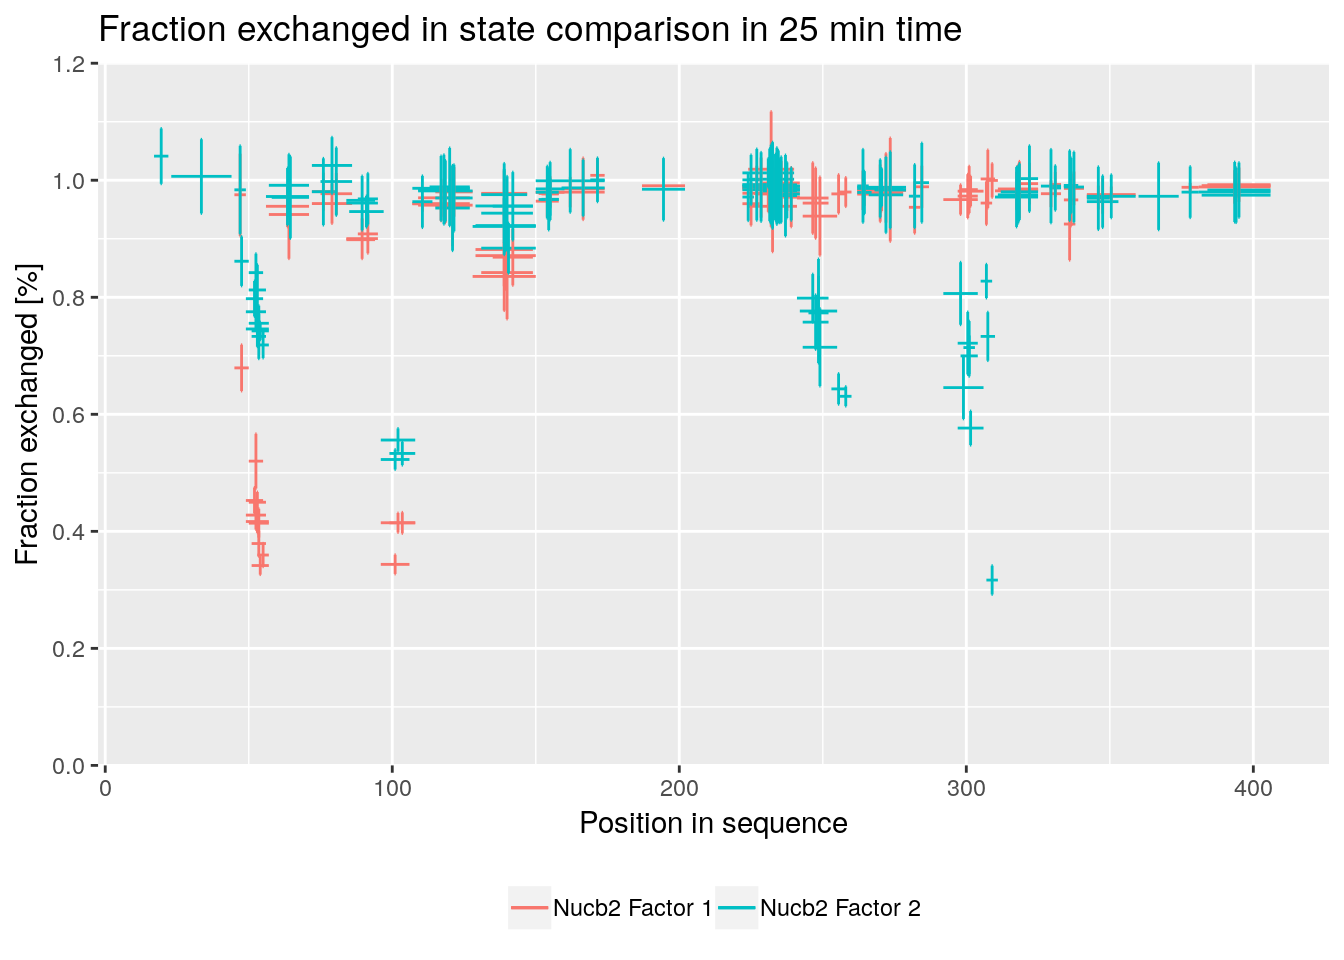 Fraction exchanged in state comparison in 25 min time
1.2
1.0
0.8
0.6
0.4
0.2
0.0
Fraction exchanged [%]
0 100 200 300 400
Position in sequence
Nucb2 Factor 1 Nucb2 Factor 2